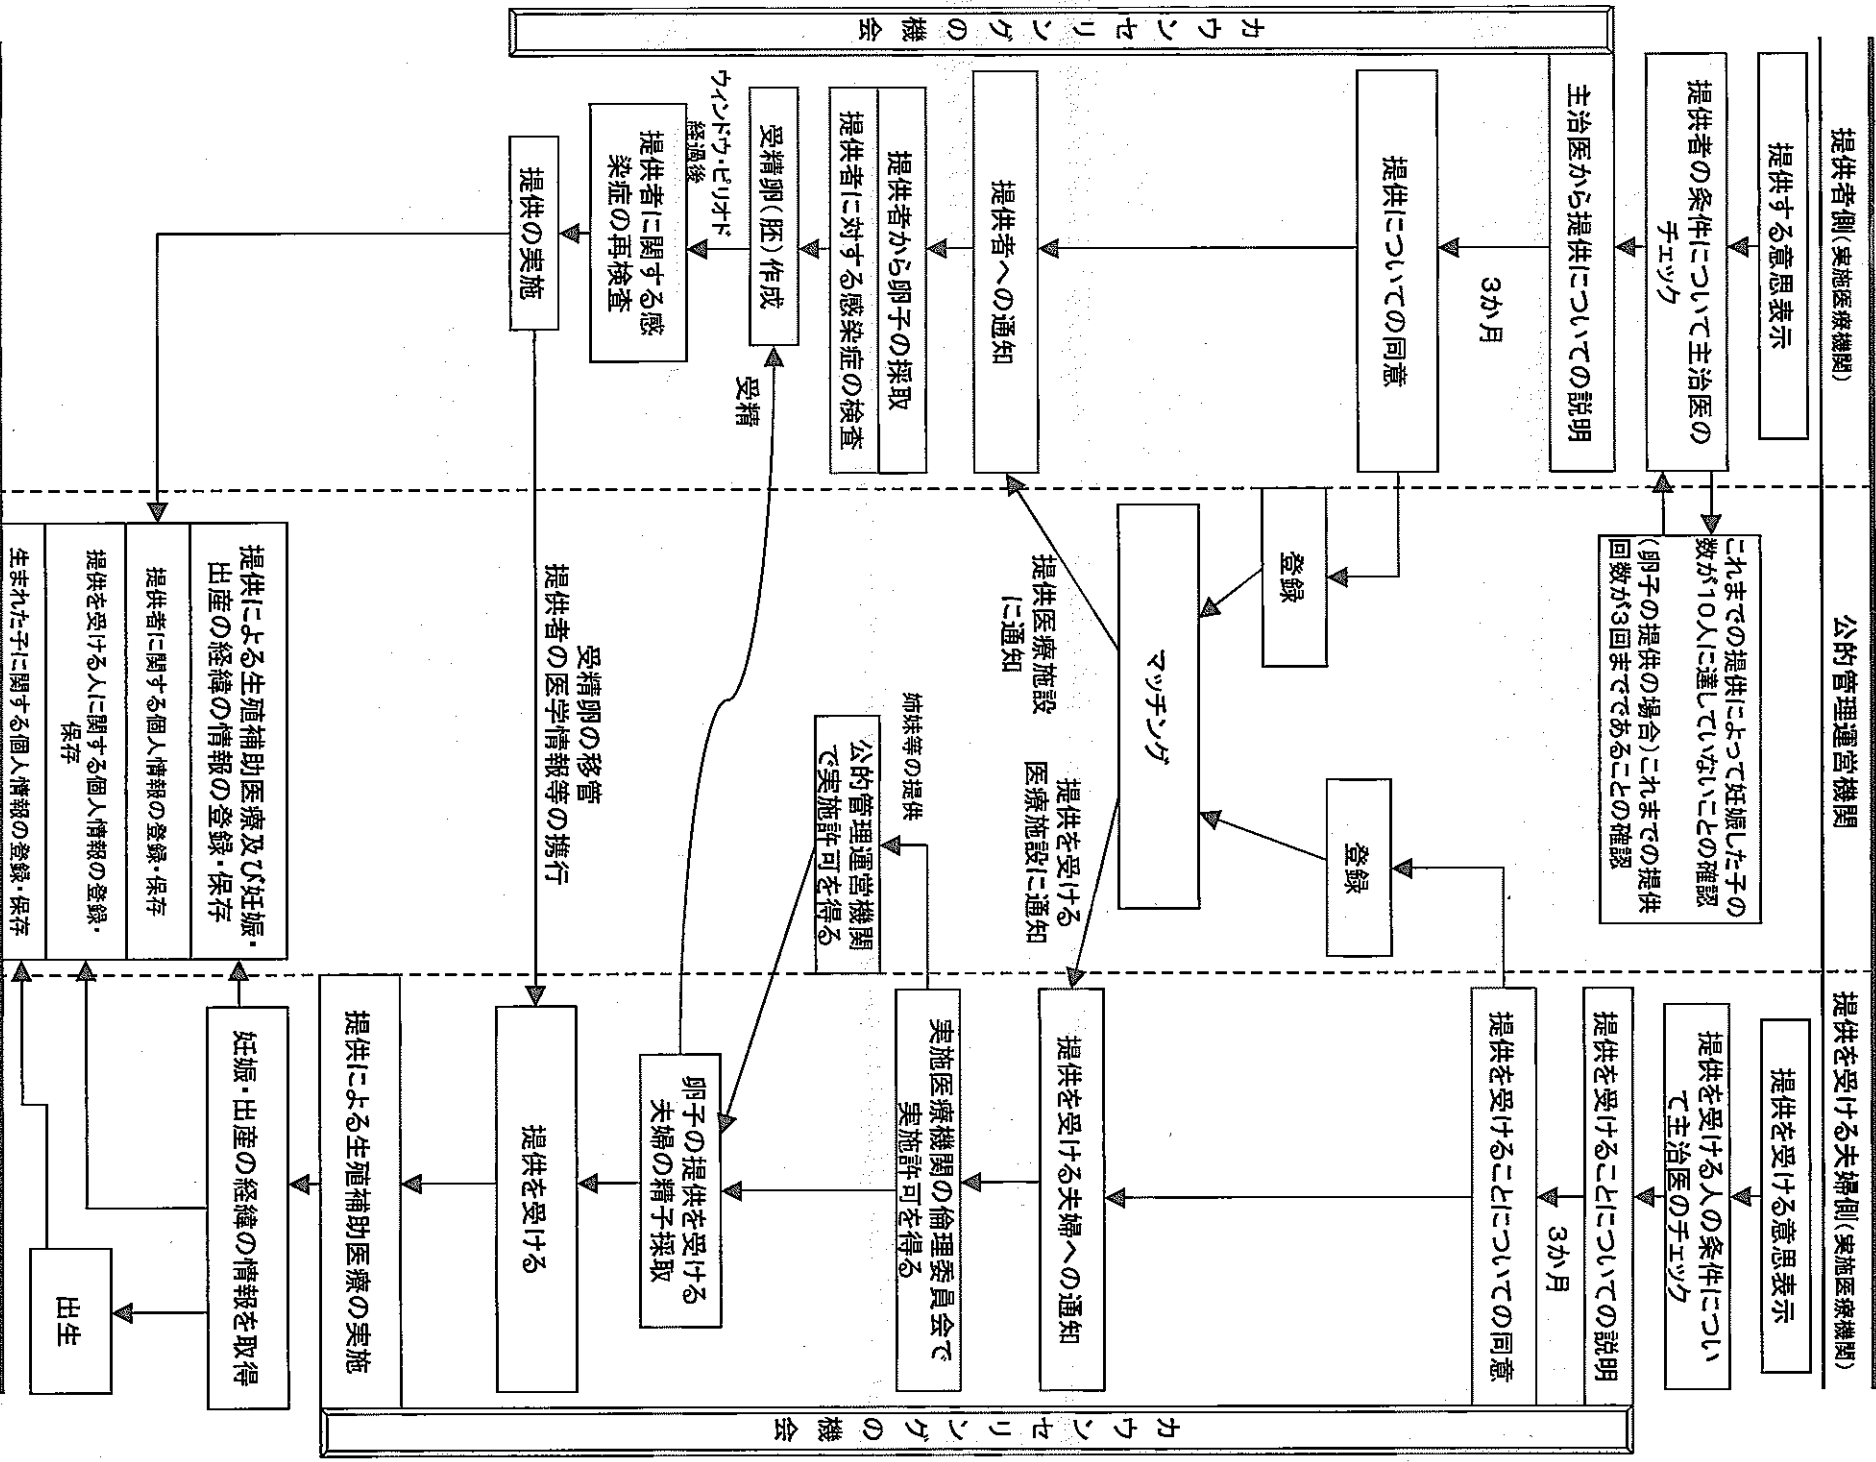 提供者側(実施医療機関)
公的管理運営機関
提供を受ける夫婦側(実施医療機関)
提供する意思表示
提供者の条件について主治医の
チェック
これまでの提供によって妊娠した子の
数が10人に達していないことの確認
(卵子の提供の場合)これまでの提供
回数が3回まであることの確認
主治医から提供についての説明
3か月
提供についての同意
登録
提供を受ける意思表示
提供を受ける人の条件につい
て主治医のチェック
提供を受けることについての説明
3か月
提供を受けることについての同意
登録
マッチング
提供医療施設
に通知
提供を受ける
医療施設に通知
提供者への通知
提供者から卵子の採取
提供者に対する感染症の検査
受精卵(胚)作成
受精
ウィンドウ・ピリオド
経過後
提供者に関する感
染症の再検査
提供の実施
提供を受ける夫婦への通知
実施医療機関の倫理委員会で
実施許可を得る
姉妹等の提供
公的管理運営機関
で実施許可を得る
卵子の提供を受ける
夫婦の精子採取
受精卵の移管
提供者の医学情報等の携行
提供を受ける
提供による生殖補助医療の実施
妊娠・出産の経緯の情報を取得
出生
提供による生殖補助医療及び妊娠・
出産の経緯の情報の登録・保存
提供者に関する個人情報の登録・保存
提供を受ける人に関する個人情報の登録・
保存
生まれた子に関する個人情報の登録・保存
カウンセリングの機会
カウンセリングの機会